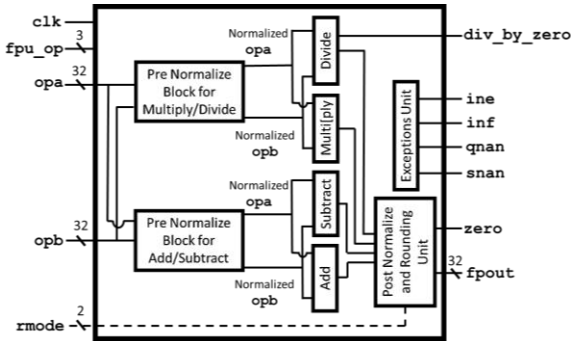 clk
fpu_op
3
opa
32
opb
32
rmode
2
Pre Normalize
Block for
Multiply/Divide
Pre Normalize
Block for
Add/Subtract
Normalized
opa
Normalized
opb
Normalized
opa
Normalized
opb
Divide
Multiply
Subtract
Add
Exceptions Unit
Post Normalize
and Rounding
Unit
div_by_zero
ine
inf
qnan
snan
zero
32
fpout